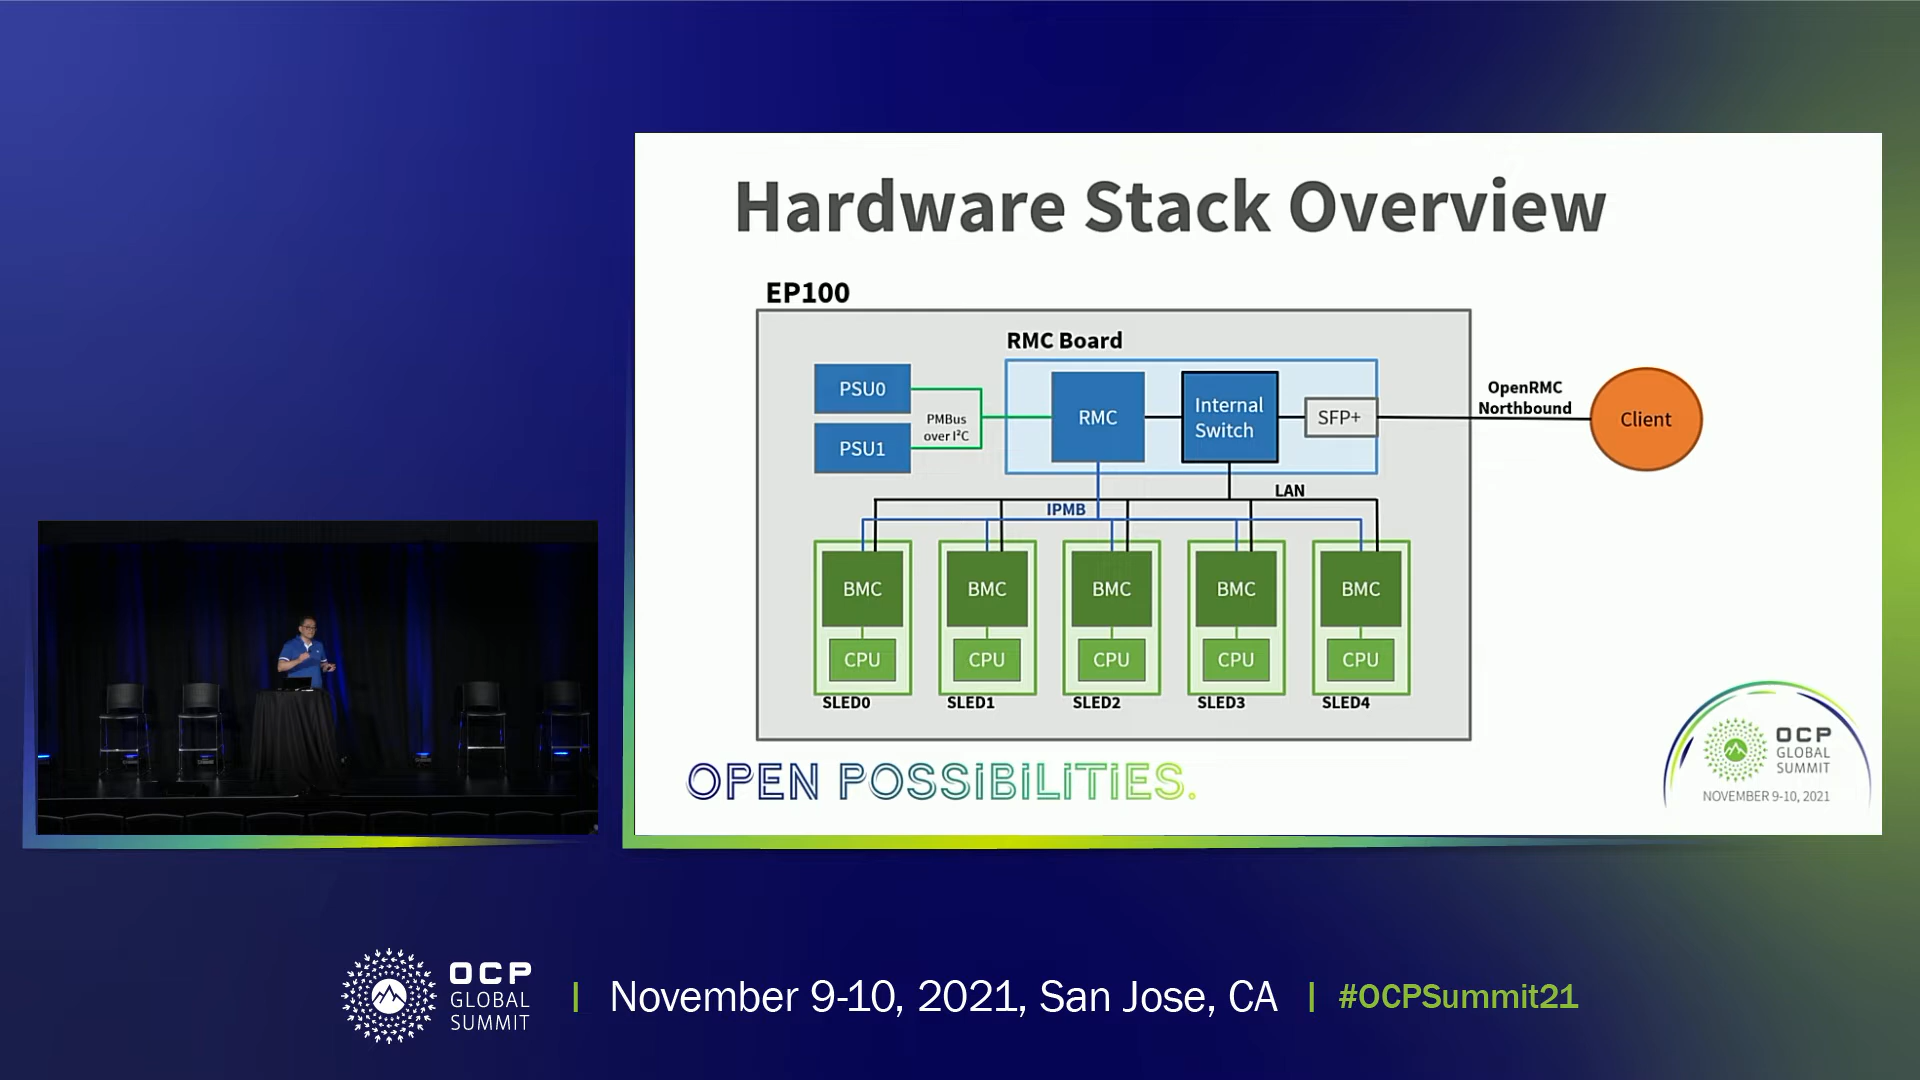 Hardware Stack Overview
EP100
RMC Board
PSU0
PSU1
PMBus
over I²C
RMC
Internal
Switch
SFP+
OpenRMC
Northbound
Client
LAN
IPMB
BMC
BMC
BMC
BMC
BMC
CPU
CPU
CPU
CPU
CPU
SLED0
SLED1
SLED2
SLED3
SLED4
OPEN POSSIBILITIES.
OCP
GLOBAL
SUMMIT
NOVEMBER 9-10, 2021
OCP
GLOBAL
SUMMIT
November 9-10, 2021, San Jose, CA
#OCPSummit21